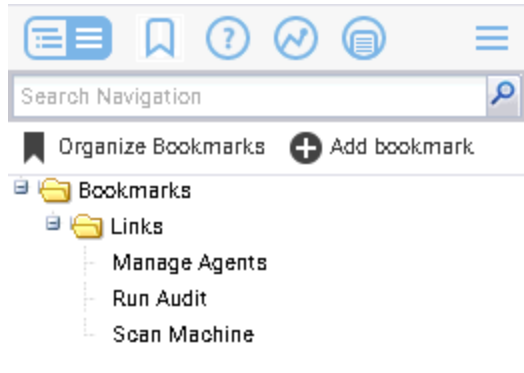 Search Navigation
Organize Bookmarks Add bookmark
Bookmarks
Links
Manage Agents
Run Audit
Scan Machine